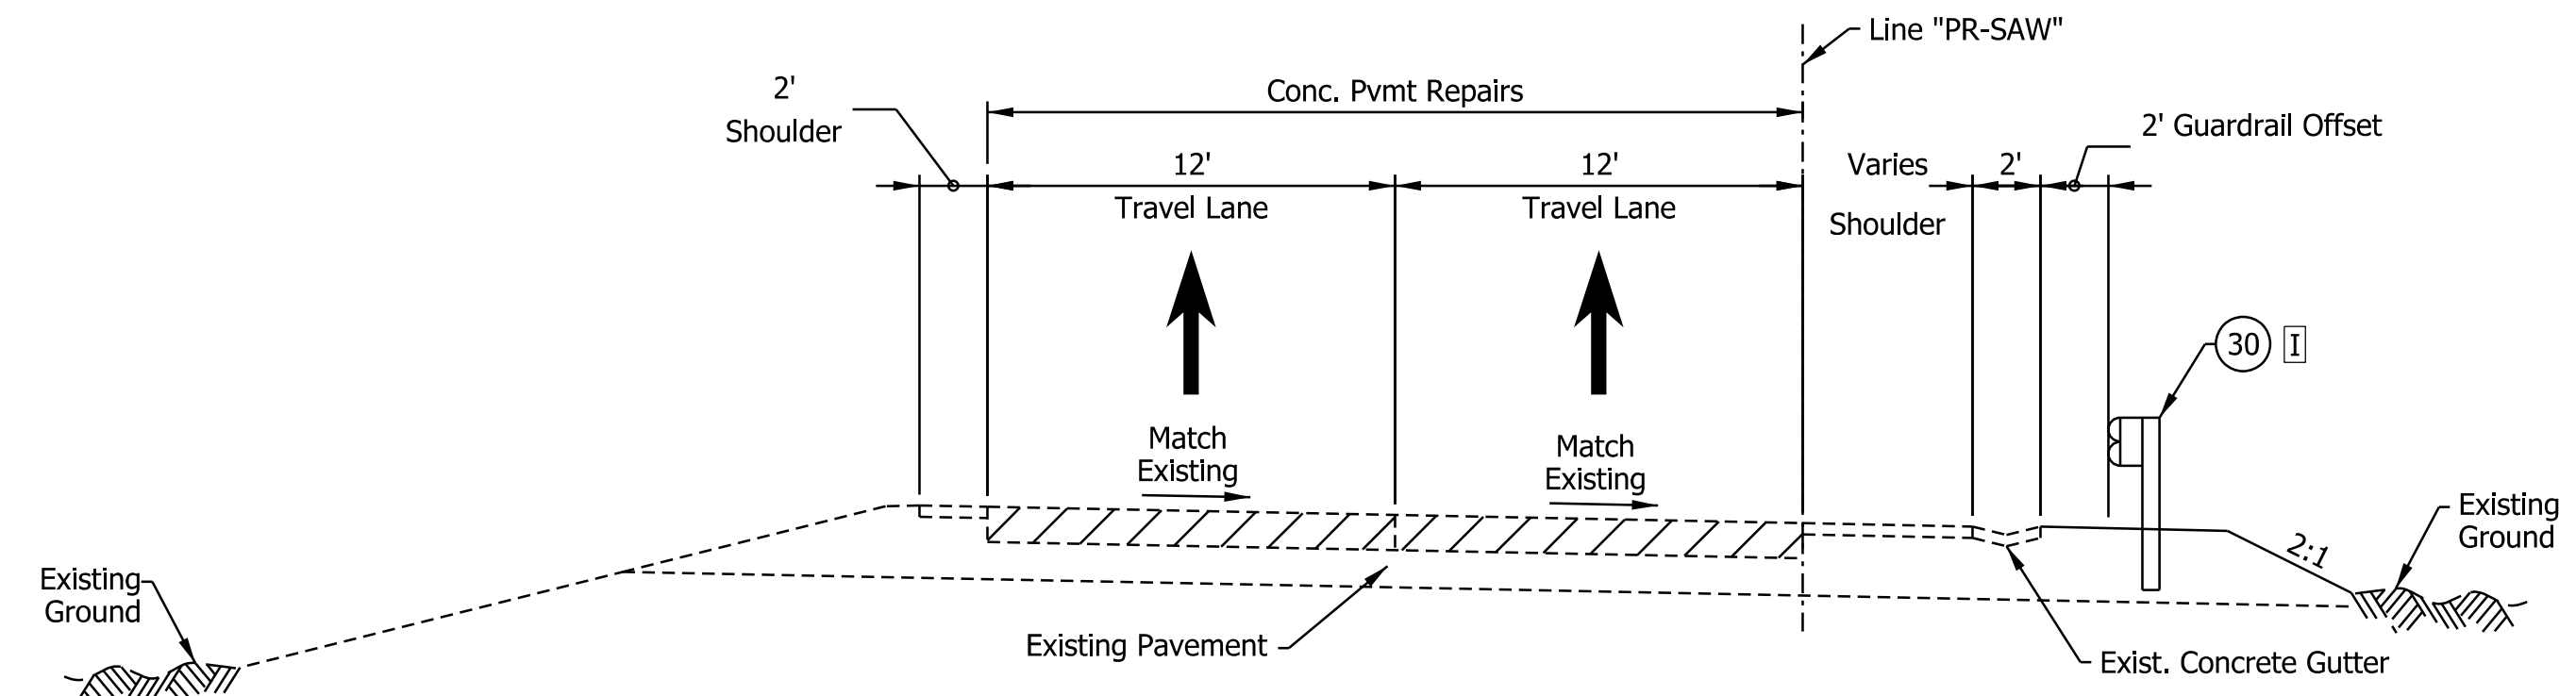 Line "PR-SAW"
2'
Shoulder
Conc. Pvmt Repairs
2' Guardrail Offset
12'
Travel Lane
12'
Travel Lane
Varies
Shoulder
2'
30 I
Match
Existing
Match
Existing
Existing
Ground
2:1
Existing
Ground
Existing Pavement
Exist. Concrete Gutter